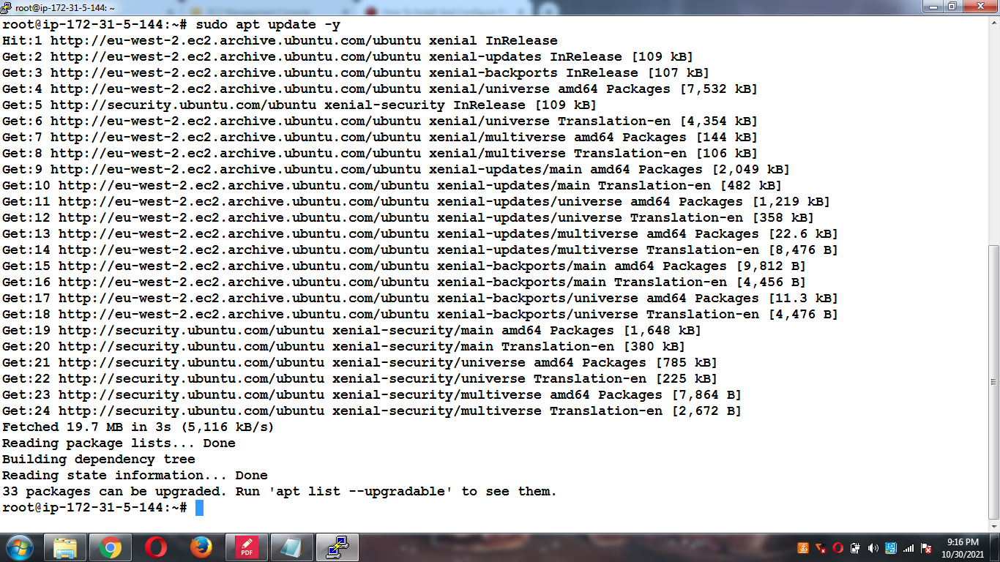 root@ip-172-31-5-144: ~
root@ip-172-31-5-144:~# sudo apt update -y
Hit:1 http://eu-west-2.ec2.archive.ubuntu.com/ubuntu xenial InRelease
Get:2 http://eu-west-2.ec2.archive.ubuntu.com/ubuntu xenial-updates InRelease [109 kB]
Get:3 http://eu-west-2.ec2.archive.ubuntu.com/ubuntu xenial-backports InRelease [107 kB]
Get:4 http://eu-west-2.ec2.archive.ubuntu.com/ubuntu xenial/universe amd64 Packages [7,532 kB]
Get:5 http://security.ubuntu.com/ubuntu xenial-security InRelease [109 kB]
Get:6 http://eu-west-2.ec2.archive.ubuntu.com/ubuntu xenial/universe Translation-en [4,354 kB]
Get:7 http://eu-west-2.ec2.archive.ubuntu.com/ubuntu xenial/multiverse amd64 Packages [144 kB]
Get:8 http://eu-west-2.ec2.archive.ubuntu.com/ubuntu xenial/multiverse Translation-en [106 kB]
Get:9 http://eu-west-2.ec2.archive.ubuntu.com/ubuntu xenial-updates/main amd64 Packages [2,049 kB]
Get:10 http://eu-west-2.ec2.archive.ubuntu.com/ubuntu xenial-updates/main Translation-en [482 kB]
Get:11 http://eu-west-2.ec2.archive.ubuntu.com/ubuntu xenial-updates/universe amd64 Packages [1,219 kB]
Get:12 http://eu-west-2.ec2.archive.ubuntu.com/ubuntu xenial-updates/universe Translation-en [358 kB]
Get:13 http://eu-west-2.ec2.archive.ubuntu.com/ubuntu xenial-updates/multiverse amd64 Packages [22.6 kB]
Get:14 http://eu-west-2.ec2.archive.ubuntu.com/ubuntu xenial-updates/multiverse Translation-en [8,476 B]
Get:15 http://eu-west-2.ec2.archive.ubuntu.com/ubuntu xenial-backports/main amd64 Packages [9,812 B]
Get:16 http://eu-west-2.ec2.archive.ubuntu.com/ubuntu xenial-backports/main Translation-en [4,456 B]
Get:17 http://eu-west-2.ec2.archive.ubuntu.com/ubuntu xenial-backports/universe amd64 Packages [11.3 kB]
Get:18 http://eu-west-2.ec2.archive.ubuntu.com/ubuntu xenial-backports/universe Translation-en [4,476 B]
Get:19 http://security.ubuntu.com/ubuntu xenial-security/main amd64 Packages [1,648 kB]
Get:20 http://security.ubuntu.com/ubuntu xenial-security/main Translation-en [380 kB]
Get:21 http://security.ubuntu.com/ubuntu xenial-security/universe amd64 Packages [785 kB]
Get:22 http://security.ubuntu.com/ubuntu xenial-security/universe Translation-en [225 kB]
Get:23 http://security.ubuntu.com/ubuntu xenial-security/multiverse amd64 Packages [7,864 B]
Get:24 http://security.ubuntu.com/ubuntu xenial-security/multiverse Translation-en [2,672 B]
Fetched 19.7 MB in 3s (5,116 kB/s)
Reading package lists... Done
Building dependency tree
Reading state information... Done
33 packages can be upgraded. Run 'apt list --upgradable' to see them.
root@ip-172-31-5-144:~#
PDF
9:16 PM
10/30/2021